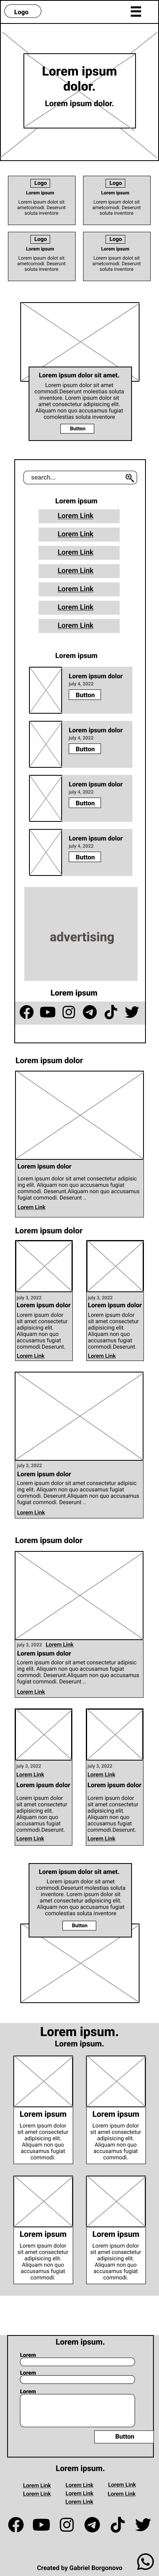 Logo
Lorem ipsum
dolor.
Lorem ipsum dolor.
Logo
Lorem ipsum
Lorem ipsum dolor sit
ametcomodi. Deserunt
soluta inventore
Logo
Lorem ipsum
Lorem ipsum dolor sit
ametcomodi. Deserunt
soluta inventore
Logo
Lorem ipsum
Lorem ipsum dolor sit
ametcomodi. Deserunt
soluta inventore
Logo
Lorem ipsum
Lorem ipsum dolor sit
ametcomodi. Deserunt
soluta inventore
Lorem ipsum dolor sit amet.
Lorem ipsum dolor sit amet
commodi.Deserunt molestias soluta
inventore. Lorem ipsum dolor sit
amet consectetur adipisicing elit.
Aliquam non quo accusamus fugiat
comolestias soluta inventore
Button
search...
Lorem ipsum
Lorem Link
Lorem Link
Lorem Link
Lorem Link
Lorem Link
Lorem Link
Lorem Link
Lorem ipsum
Lorem ipsum dolor
july 4, 2022
Button
Lorem ipsum dolor
july 4, 2022
Button
Lorem ipsum dolor
july 4, 2022
Button
Lorem ipsum dolor
july 4, 2022
Button
advertising
Lorem ipsum
Lorem ipsum dolor
Lorem ipsum dolor
Lorem ipsum dolor sit amet consectetur adipisic
ing elit. Aliquam non quo accusamus fugiat
commodi. Deserunt.Aliquam non quo accusamus
fugiat commodi. Deserunt ..
Lorem Link
Lorem ipsum dolor
july 3, 2022
Lorem ipsum dolor
Lorem ipsum dolor
sit amet consectetur
adipisicing elit.
Aliquam non quo
accusamus fugiat
commodi.Deserunt.
Lorem Link
july 3, 2022
Lorem ipsum dolor
Lorem ipsum dolor
sit amet consectetur
adipisicing elit.
Aliquam non quo
accusamus fugiat
commodi.Deserunt.
Lorem Link
july 3, 2022
Lorem ipsum dolor
Lorem ipsum dolor sit amet consectetur adipisic
ing elit. Aliquam non quo accusamus fugiat
commodi. Deserunt.Aliquam non quo accusamus
fugiat commodi. Deserunt ..
Lorem Link
Lorem ipsum dolor
july 3, 2022 Lorem Link
Lorem ipsum dolor
Lorem ipsum dolor sit amet consectetur adipisic
ing elit. Aliquam non quo accusamus fugiat
commodi. Deserunt.Aliquam non quo accusamus
fugiat commodi. Deserunt ..
Lorem Link
july 3, 2022
Lorem Link
Lorem ipsum dolor
Lorem ipsum dolor
sit amet consectetur
adipisicing elit.
Aliquam non quo
accusamus fugiat
commodi.Deserunt.
Lorem Link
july 3, 2022
Lorem Link
Lorem ipsum dolor
Lorem ipsum dolor
sit amet consectetur
adipisicing elit.
Aliquam non quo
accusamus fugiat
commodi.Deserunt.
Lorem Link
Lorem ipsum dolor sit amet.
Lorem ipsum dolor sit amet
commodi.Deserunt molestias soluta
inventore. Lorem ipsum dolor sit
amet consectetur adipisicing elit.
Aliquam non quo accusamus fugiat
comolestias soluta inventore
Button
Lorem ipsum.
Lorem ipsum.
Lorem ipsum
Lorem ipsum dolor
sit amet consectetur
adipisicing elit.
Aliquam non quo
accusamus fugiat
commodi.
Lorem ipsum
Lorem ipsum dolor
sit amet consectetur
adipisicing elit.
Aliquam non quo
accusamus fugiat
commodi.
Lorem ipsum
Lorem ipsum dolor
sit amet consectetur
adipisicing elit.
Aliquam non quo
accusamus fugiat
commodi.
Lorem ipsum
Lorem ipsum dolor
sit amet consectetur
adipisicing elit.
Aliquam non quo
accusamus fugiat
commodi.
Lorem ipsum.
Lorem
Lorem
Lorem
Button
Lorem ipsum.
Lorem Link Lorem Link Lorem Link
Lorem Link Lorem Link Lorem Link
Lorem Link
Created by Gabriel Borgonovo